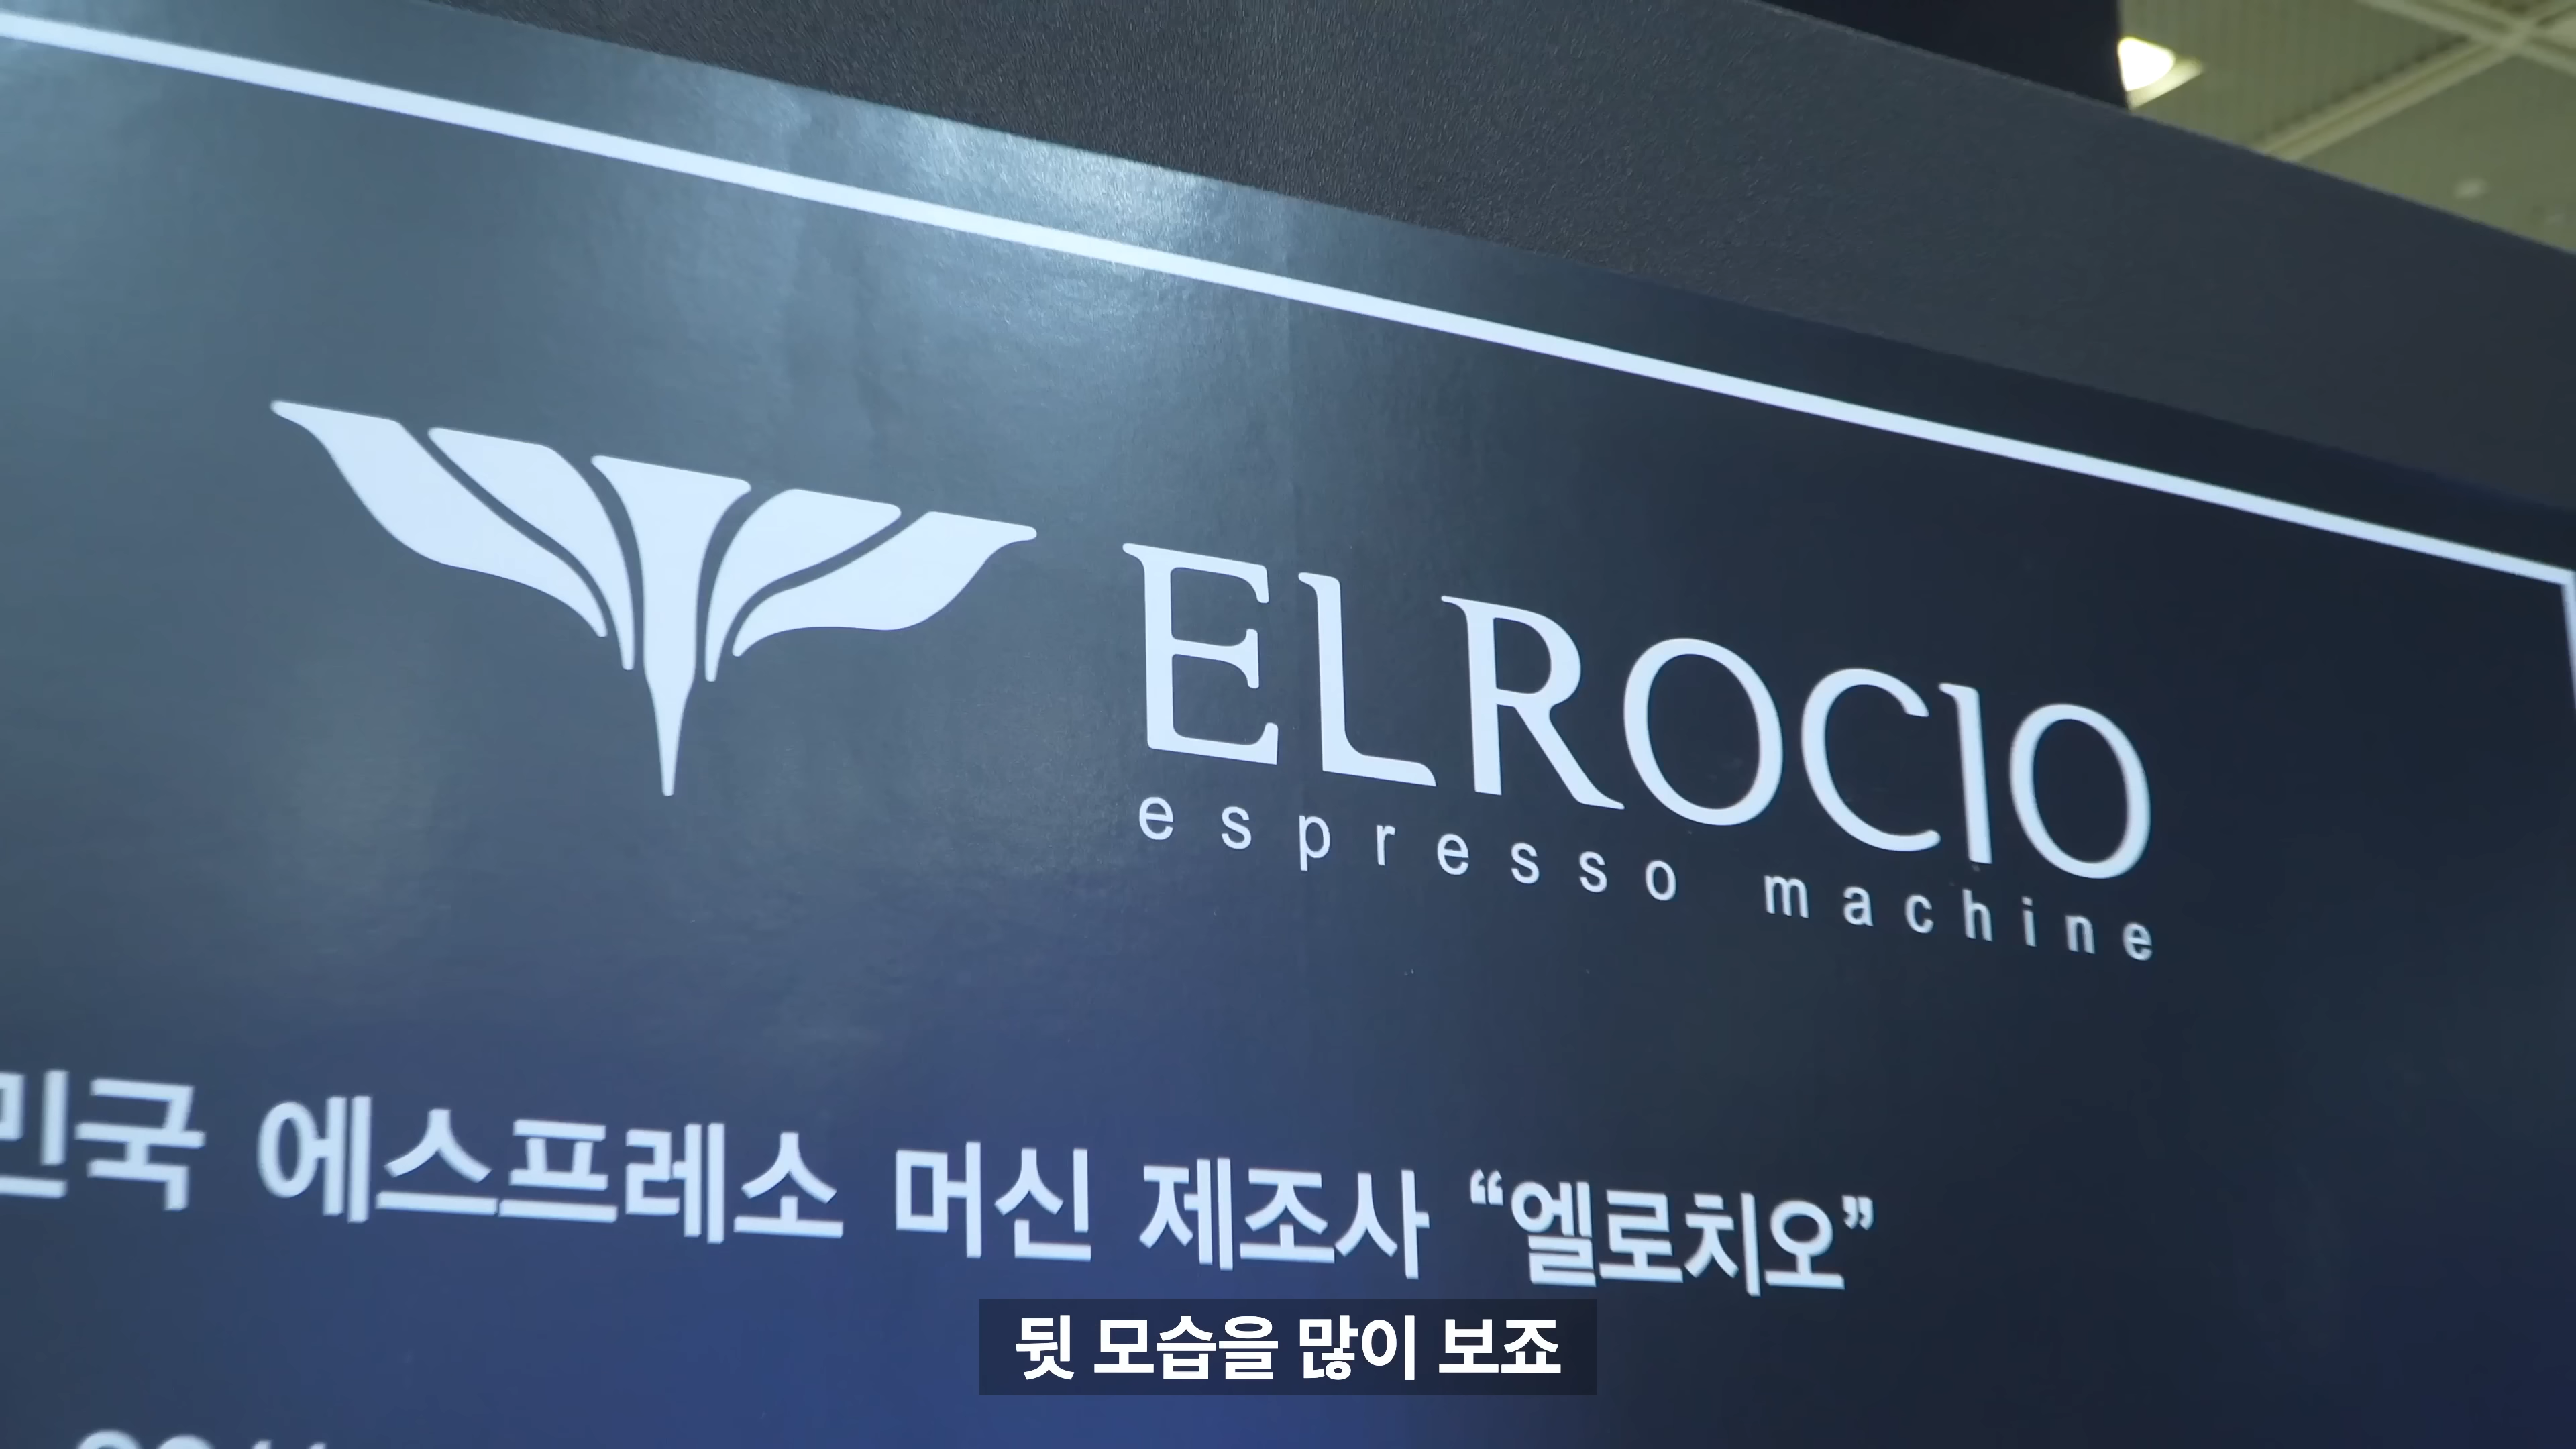 ELROCIO
espresso machine
민국 에스프레소 머신 제조사 “엘로치오”
뒷 모습을 많이 보죠